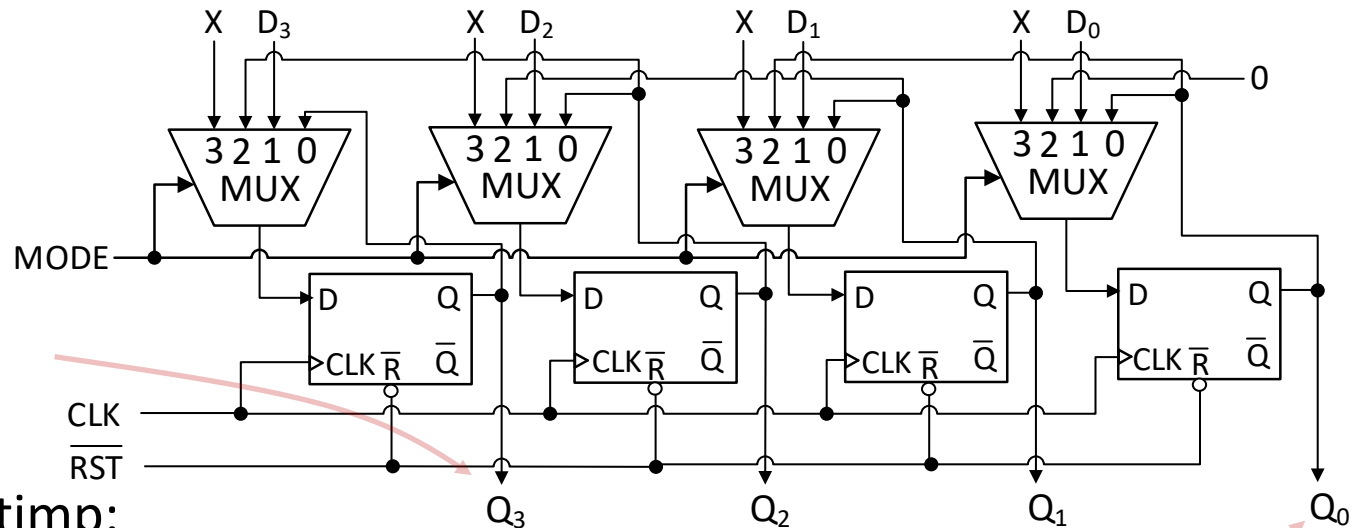 X D₃ X D₂ X D₁ X D₀
0
3 2 1 0 3 2 1 0 3 2 1 0 3 2 1 0
MUX MUX MUX MUX
MODE
D Q D Q D Q D Q
CLK R̅ Q̅ CLK R̅ Q̅ CLK R̅ Q̅ CLK R̅ Q̅
CLK
R̅S̅T̅
Q₃ Q₂ Q₁ Q₀
timp: